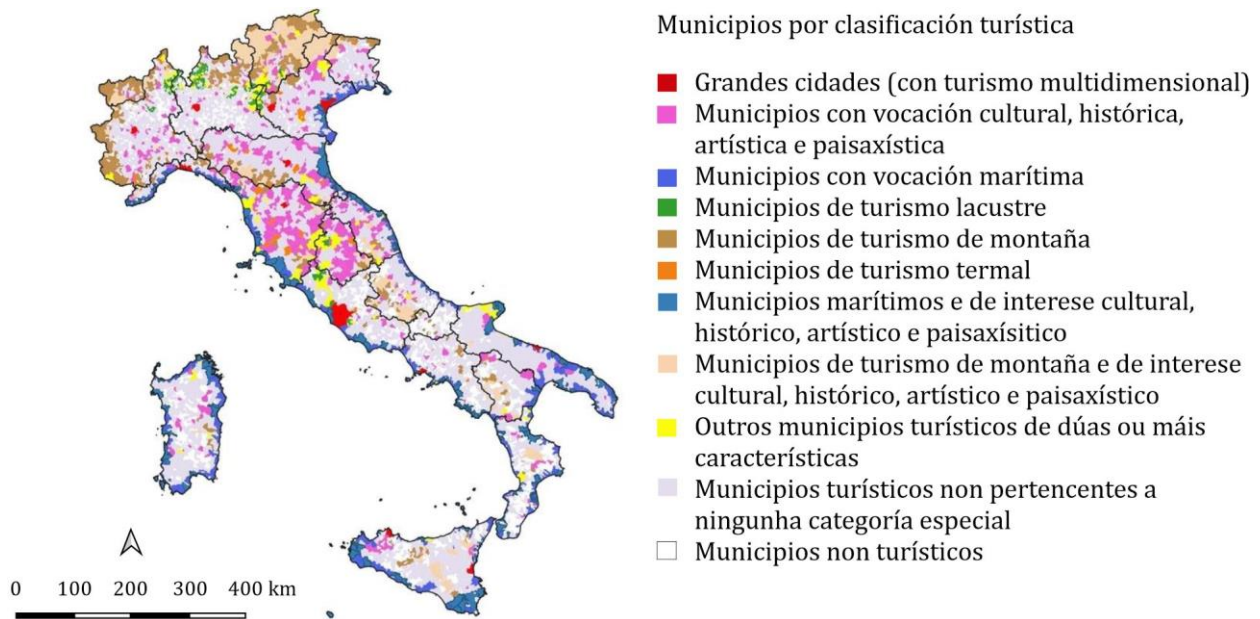 Municipios por clasificación turística
Grandes cidades (con turismo multidimensional)
Municipios con vocación cultural, histórica,
artística e paisaxística
Municipios con vocación marítima
Municipios de turismo lacustre
Municipios de turismo de montaña
Municipios de turismo termal
Municipios marítimos e de interese cultural,
histórico, artístico e paisaxísitico
Municipios de turismo de montaña e de interese
cultural, histórico, artístico e paisaxístico
Outros municipios turísticos de dúas ou máis
características
Municipios turísticos non pertencentes a
ningunha categoría especial
Municipios non turísticos
0 100 200 300 400 km